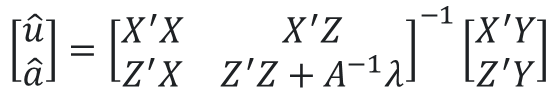 [û
â] = [X′X X′Z
Z′X Z′Z + A⁻¹λ]⁻¹ [X′Y
Z′Y]